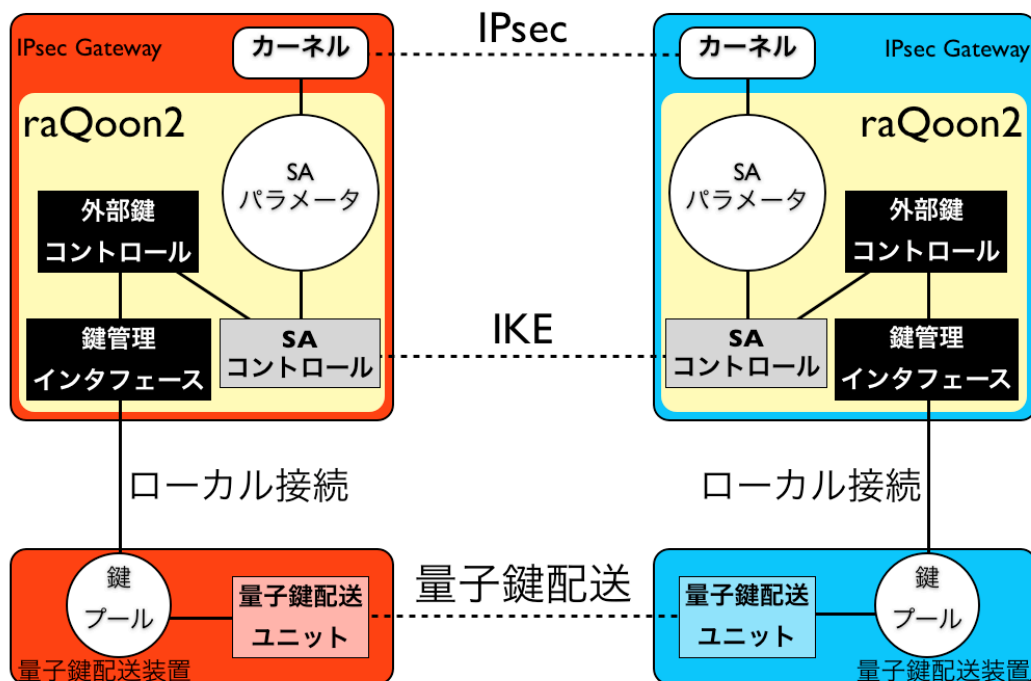 IPsec
IPsec Gateway
カーネル
カーネル
IPsec Gateway
raQoon2
raQoon2
SA
パラメータ
SA
パラメータ
外部鍵
コントロール
外部鍵
コントロール
IKE
鍵管理
インタフェース
SA
コントロール
SA
コントロール
鍵管理
インタフェース
ローカル接続
ローカル接続
量子鍵配送
鍵
プール
量子鍵配送
ユニット
量子鍵配送
ユニット
鍵
プール
量子鍵配送装置
量子鍵配送装置